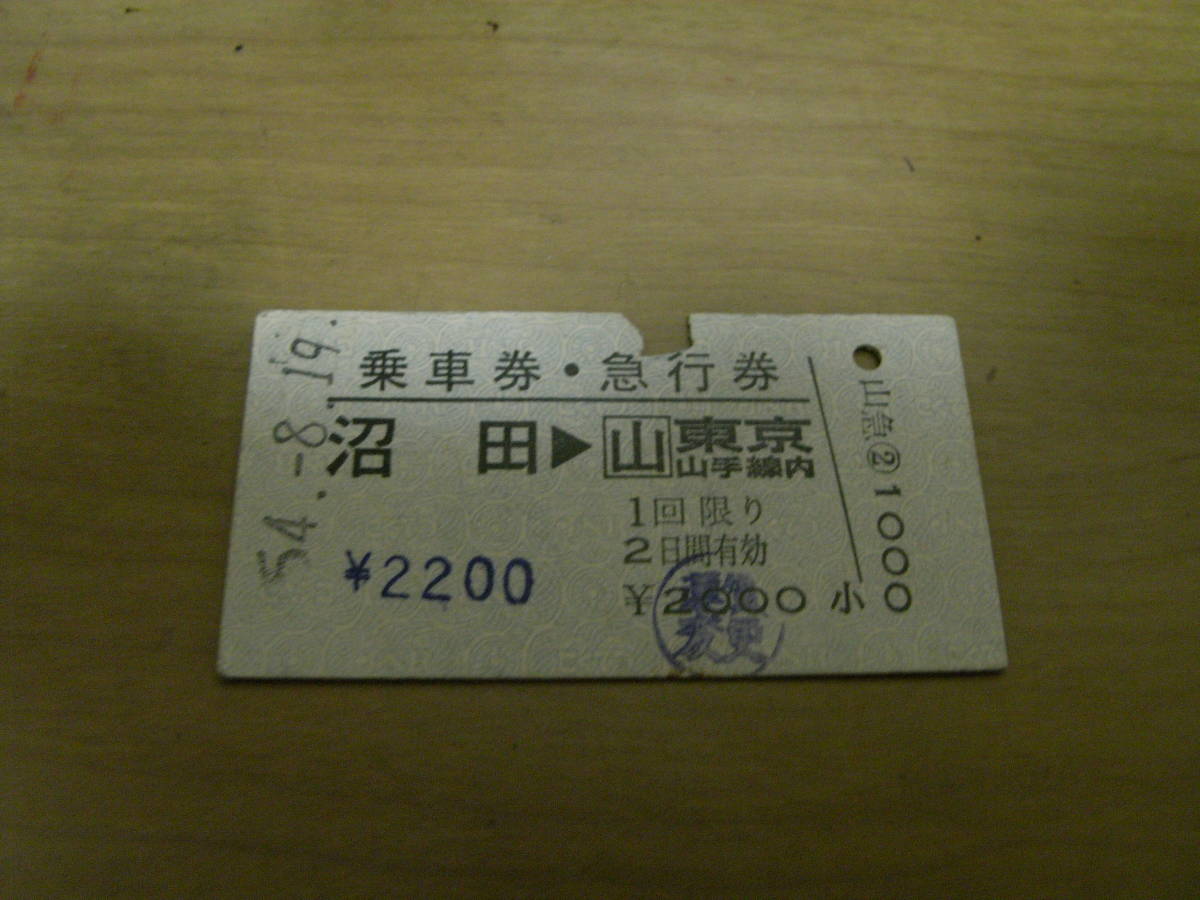 54.-8.19.
乗車券・急行券
沼田▶山東京
山手線内
1回限り
2日間有効
¥2200
¥2000
変更
小
山急②1000